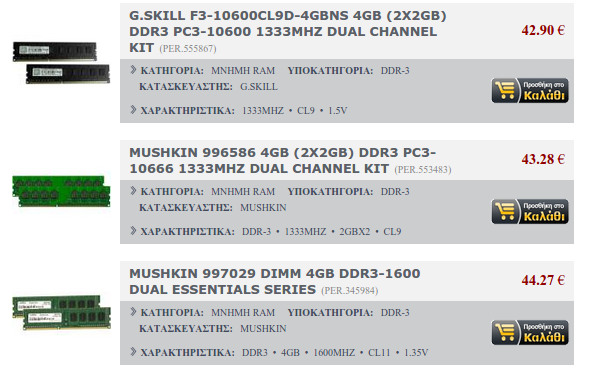 G.SKILL F3-10600CL9D-4GBNS 4GB (2X2GB)
DDR3 PC3-10600 1333MHZ DUAL CHANNEL
KIT (PER.555867)
42.90 €
» ΚΑΤΗΓΟΡΙΑ: ΜΝΗΜΗ RAM ΥΠΟΚΑΤΗΓΟΡΙΑ: DDR-3
ΚΑΤΑΣΚΕΥΑΣΤΗΣ: G.SKILL
» ΧΑΡΑΚΤΗΡΙΣΤΙΚΑ: 1333MHZ • CL9 • 1.5V
Προσθήκη στο
Καλάθι
MUSHKIN 996586 4GB (2X2GB) DDR3 PC3-
10666 1333MHZ DUAL CHANNEL KIT (PER.553483)
43.28 €
» ΚΑΤΗΓΟΡΙΑ: ΜΝΗΜΗ RAM ΥΠΟΚΑΤΗΓΟΡΙΑ: DDR-3
ΚΑΤΑΣΚΕΥΑΣΤΗΣ: MUSHKIN
» ΧΑΡΑΚΤΗΡΙΣΤΙΚΑ: DDR-3 • 1333MHZ • 2GBX2 • CL9
Προσθήκη στο
Καλάθι
MUSHKIN 997029 DIMM 4GB DDR3-1600
DUAL ESSENTIALS SERIES (PER.345984)
44.27 €
» ΚΑΤΗΓΟΡΙΑ: ΜΝΗΜΗ RAM ΥΠΟΚΑΤΗΓΟΡΙΑ: DDR-3
ΚΑΤΑΣΚΕΥΑΣΤΗΣ: MUSHKIN
» ΧΑΡΑΚΤΗΡΙΣΤΙΚΑ: DDR3 • 4GB • 1600MHZ • CL11 • 1.35V
Προσθήκη στο
Καλάθι